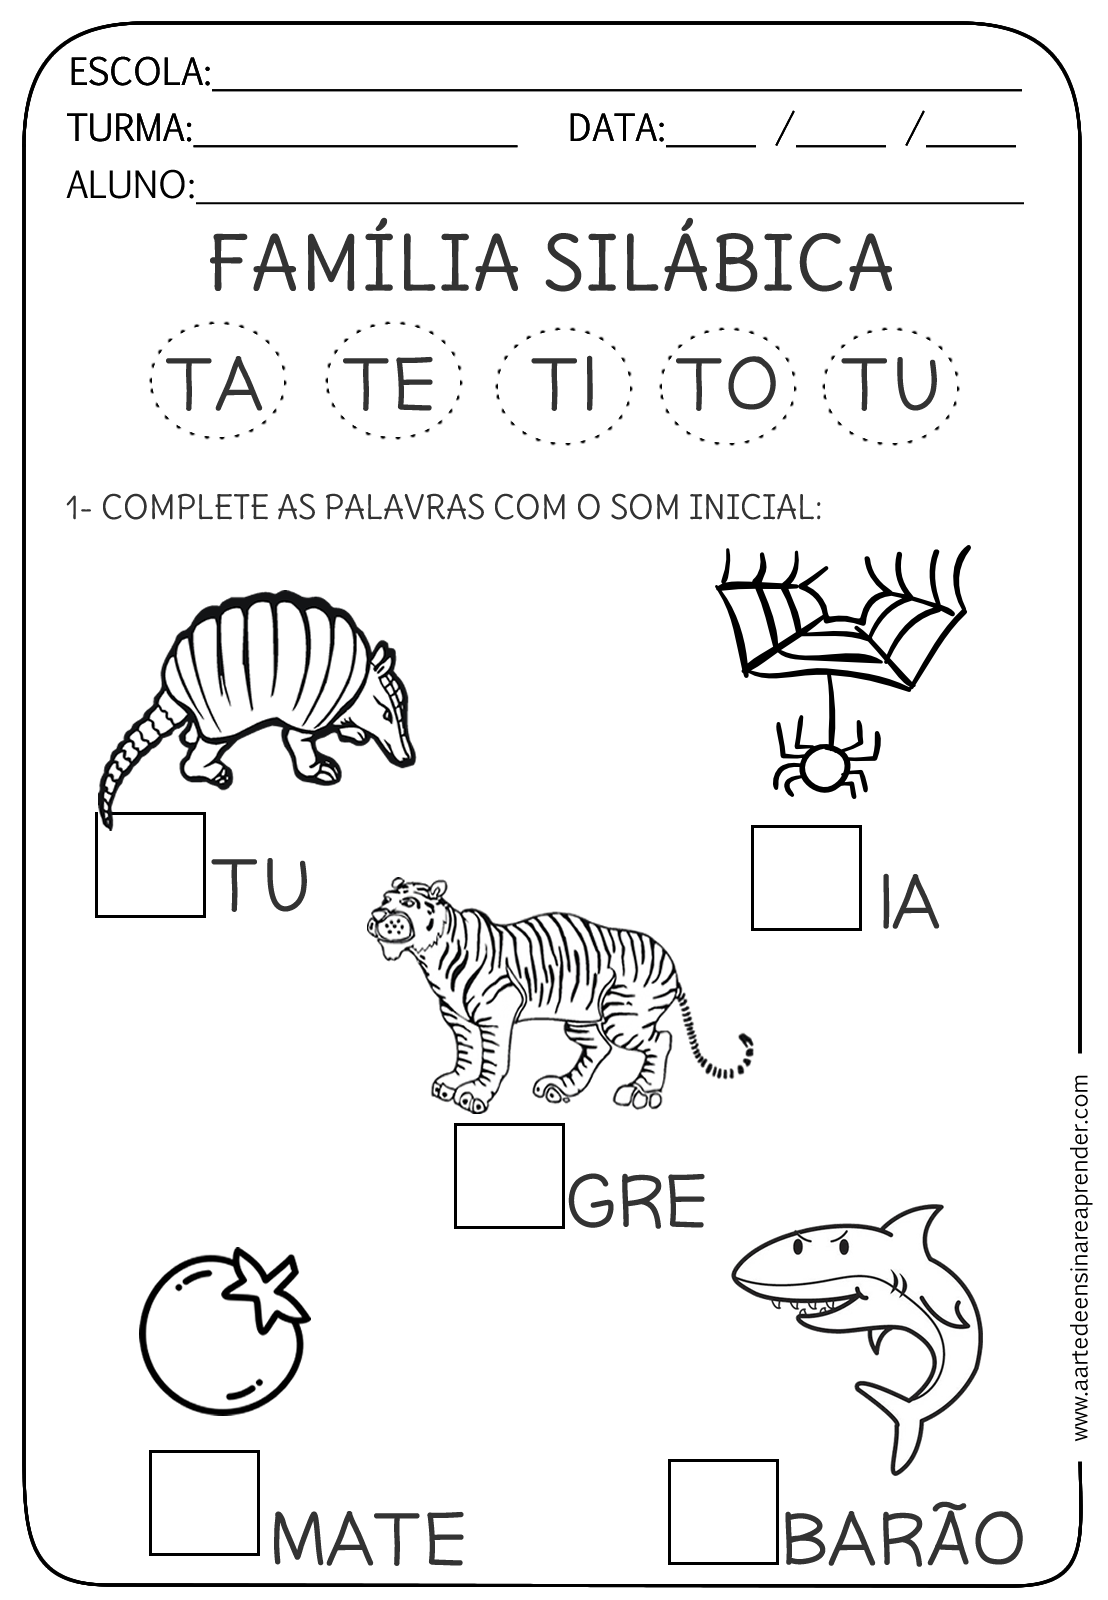 ESCOLA:
TURMA: DATA: / /
ALUNO:
FAMÍLIA SILÁBICA
TA TE TI TO TU
1- COMPLETE AS PALAVRAS COM O SOM INICIAL:
TU
IA
GRE
MATE
BARÃO
www.aartedeensinareaprender.com